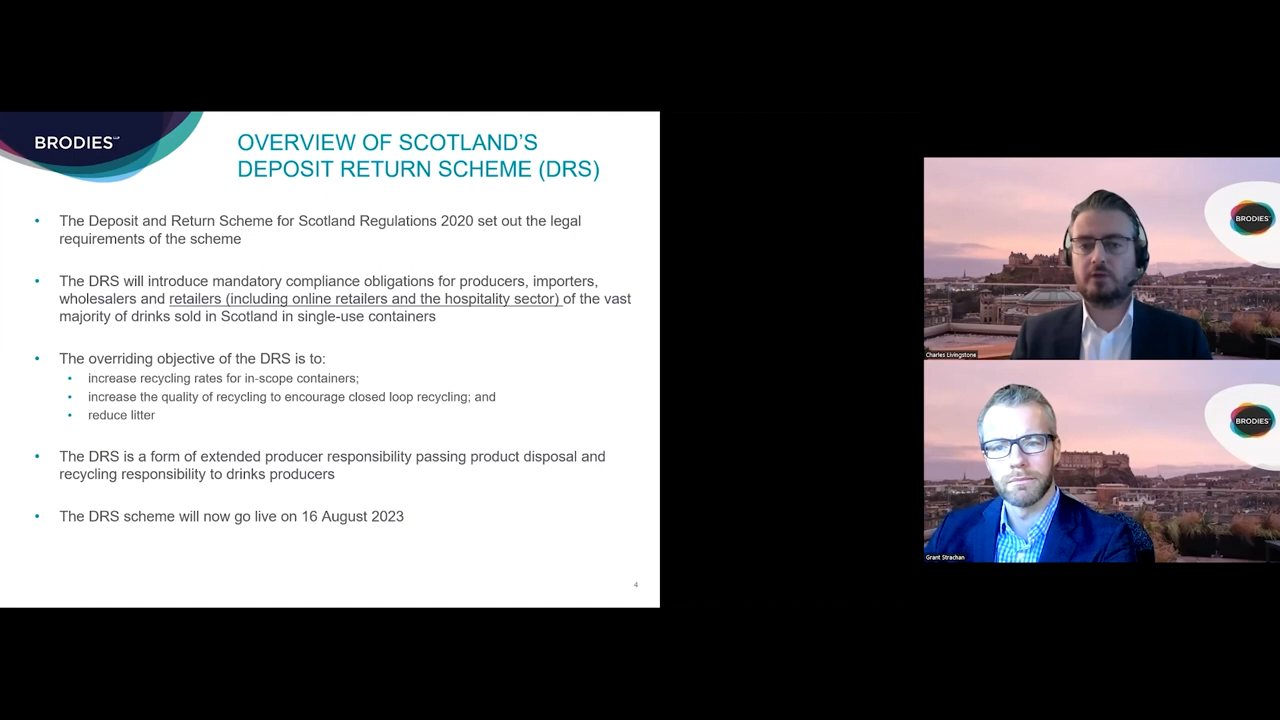 BRODIES LLP
OVERVIEW OF SCOTLAND'S
DEPOSIT RETURN SCHEME (DRS)
• The Deposit and Return Scheme for Scotland Regulations 2020 set out the legal
requirements of the scheme
• The DRS will introduce mandatory compliance obligations for producers, importers,
wholesalers and retailers (including online retailers and the hospitality sector) of the vast
majority of drinks sold in Scotland in single-use containers
• The overriding objective of the DRS is to:
• increase recycling rates for in-scope containers;
• increase the quality of recycling to encourage closed loop recycling; and
• reduce litter
• The DRS is a form of extended producer responsibility passing product disposal and
recycling responsibility to drinks producers
• The DRS scheme will now go live on 16 August 2023
4
BRODIES
Charles Livingstone
BRODIES
Grant Strachan